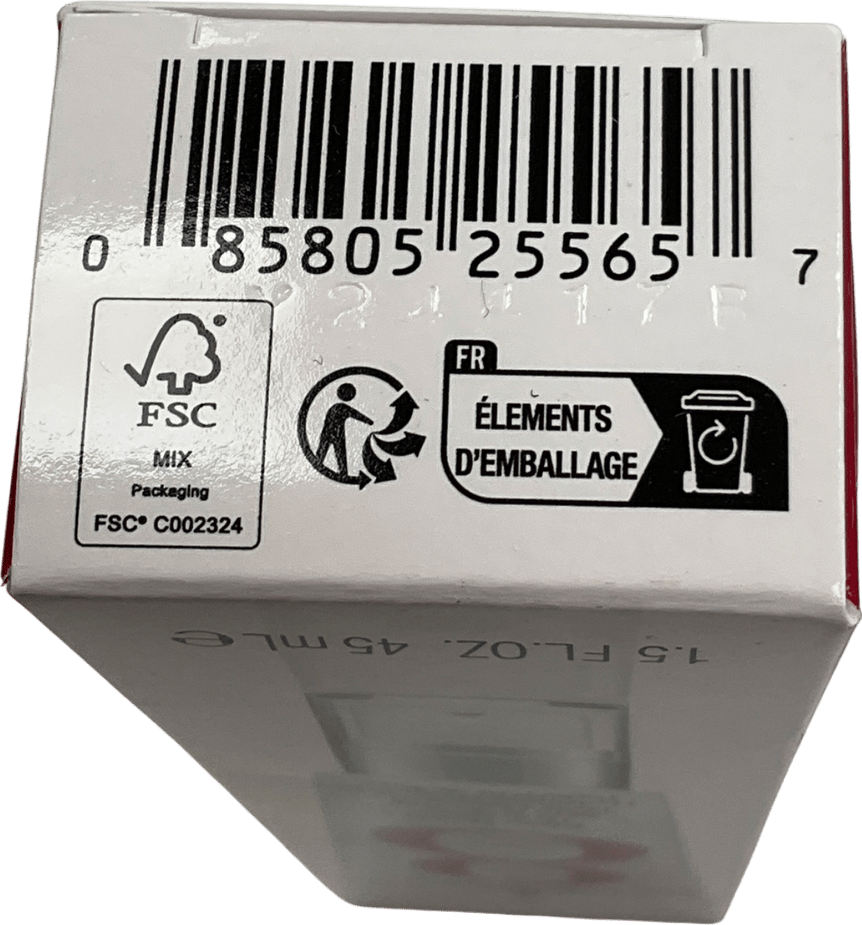 0 85805 25565 7
FSC
MIX
Packaging
FSC® C002324
FR
ÉLEMENTS
D'EMBALLAGE
1.5 FL.OZ. 45 mL ℮